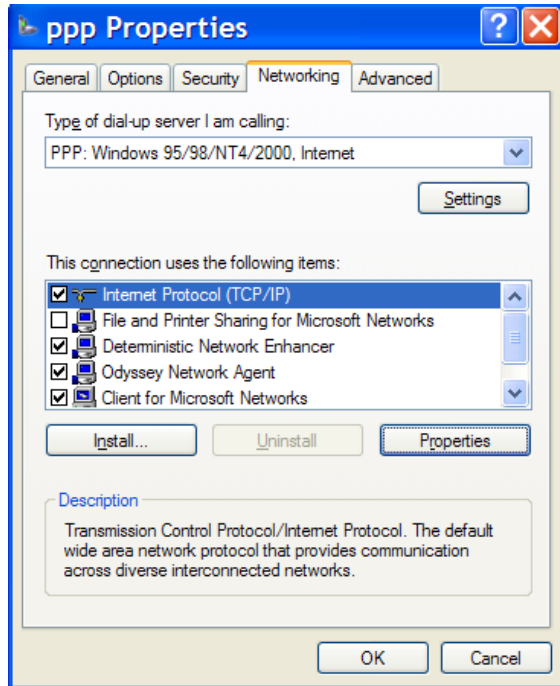 ppp Properties
General Options Security Networking Advanced
Type of dial-up server I am calling:
PPP: Windows 95/98/NT4/2000, Internet
Settings
This connection uses the following items:
Internet Protocol (TCP/IP)
File and Printer Sharing for Microsoft Networks
Deterministic Network Enhancer
Odyssey Network Agent
Client for Microsoft Networks
Install... Uninstall Properties
Description
Transmission Control Protocol/Internet Protocol. The default
wide area network protocol that provides communication
across diverse interconnected networks.
OK Cancel